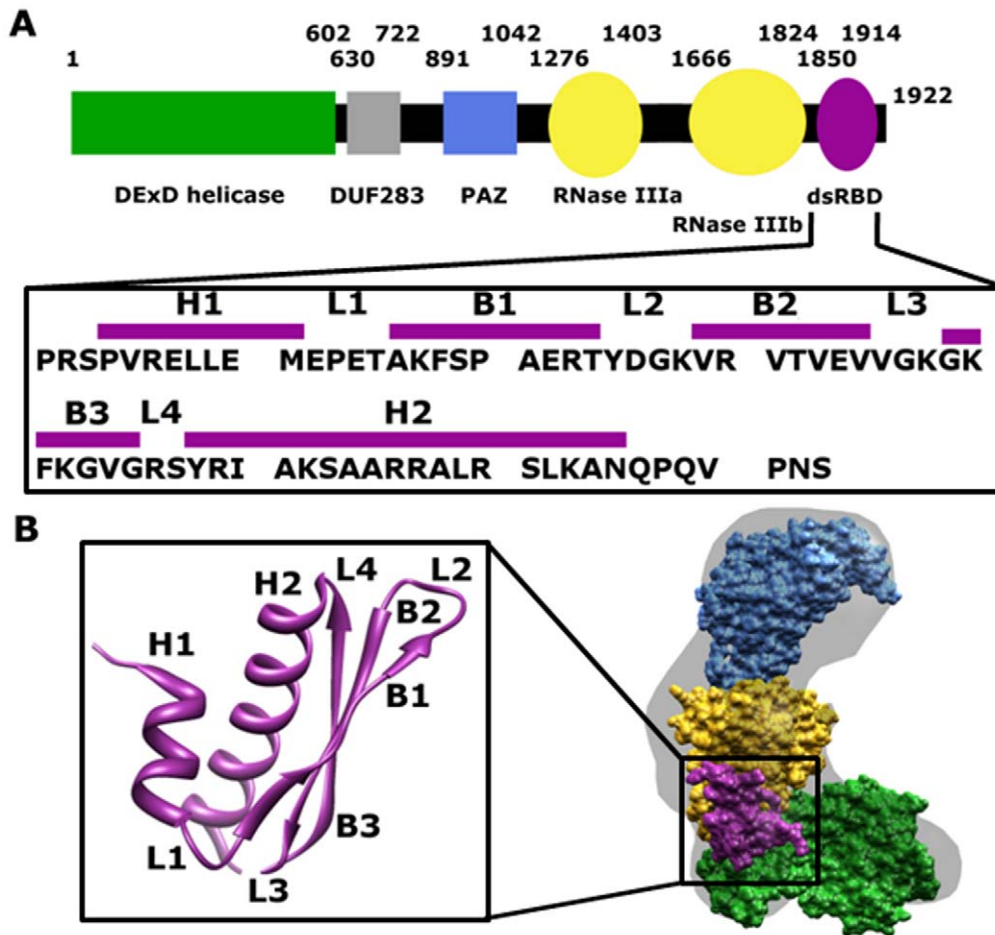 A
602 722 1042 1403 1824 1914
1 630 891 1276 1666 1850
1922
DExD helicase DUF283 PAZ RNase IIIa dsRBD
RNase IIIb
H1 L1 B1 L2 B2 L3
PRSPVRELLE MEPETAKFSP AERTYDGKVR VTVEVVGKGK
B3 L4 H2
FKGVGRSYRI AKSAARRALR SLKANQPQV PNS
B
H1 H2 L4 L2
B2
B1
B3
L1 L3